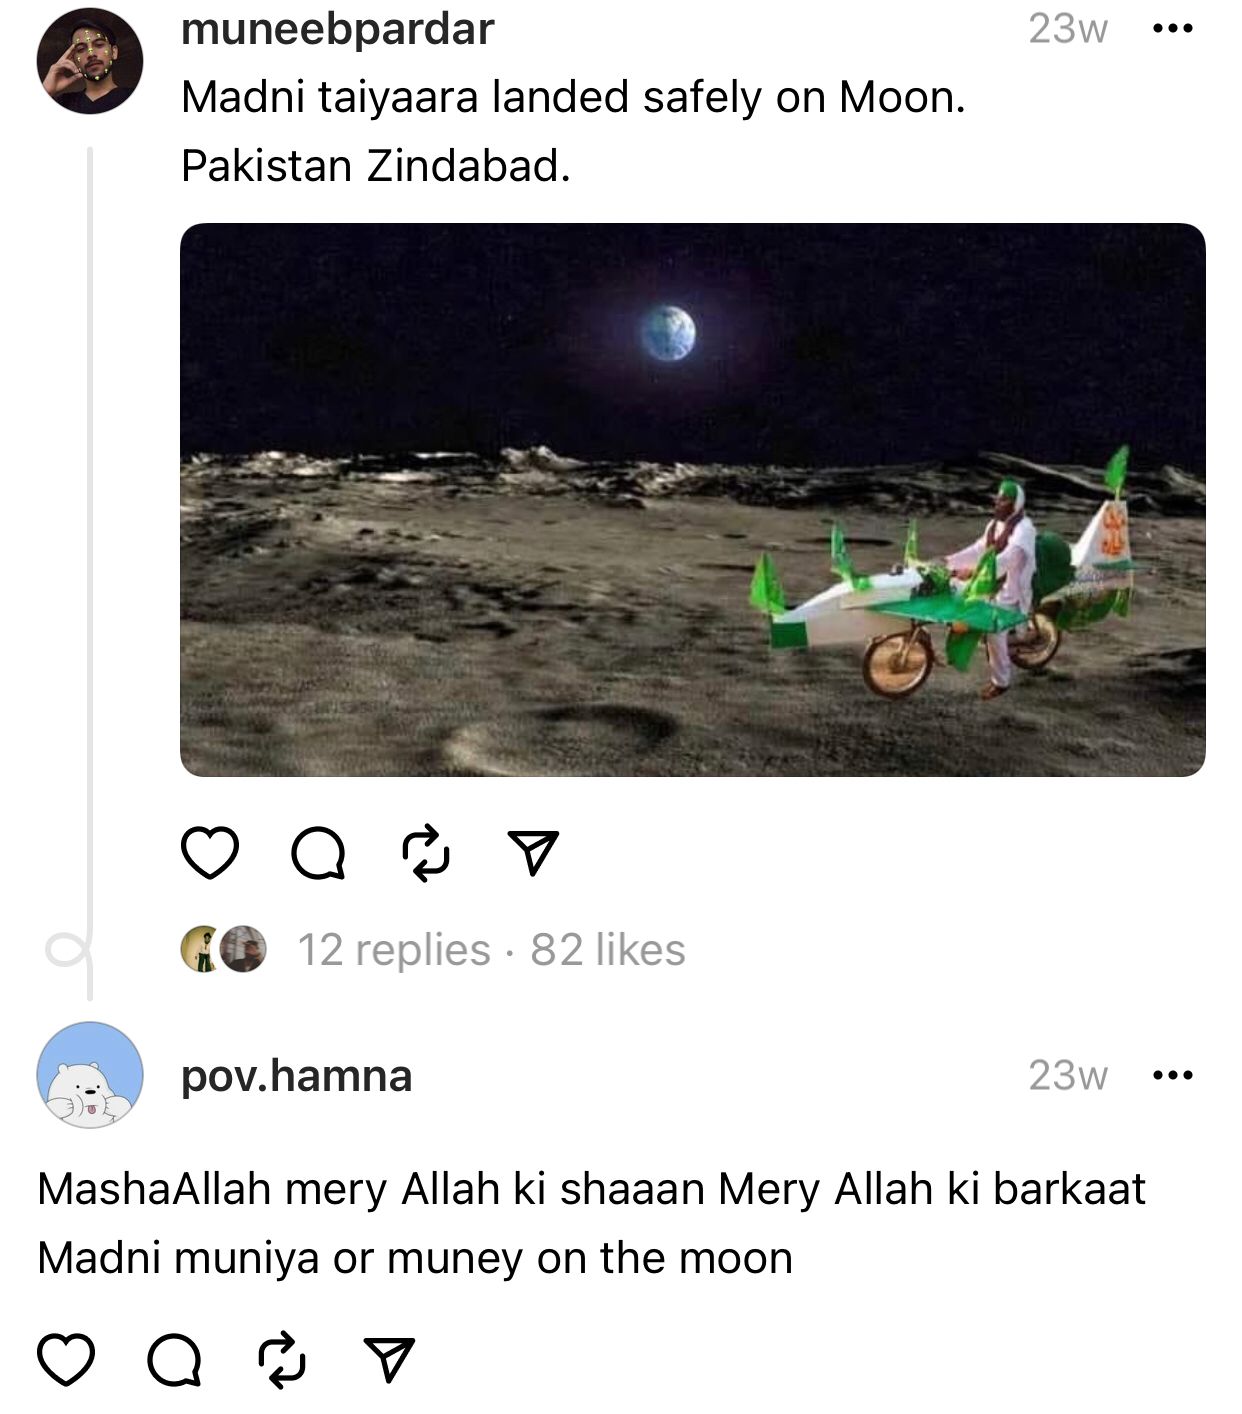 muneebpardar 23w
Madni taiyaara landed safely on Moon.
Pakistan Zindabad.
12 replies · 82 likes
pov.hamna 23w
MashaAllah mery Allah ki shaaan Mery Allah ki barkaat
Madni muniya or muney on the moon